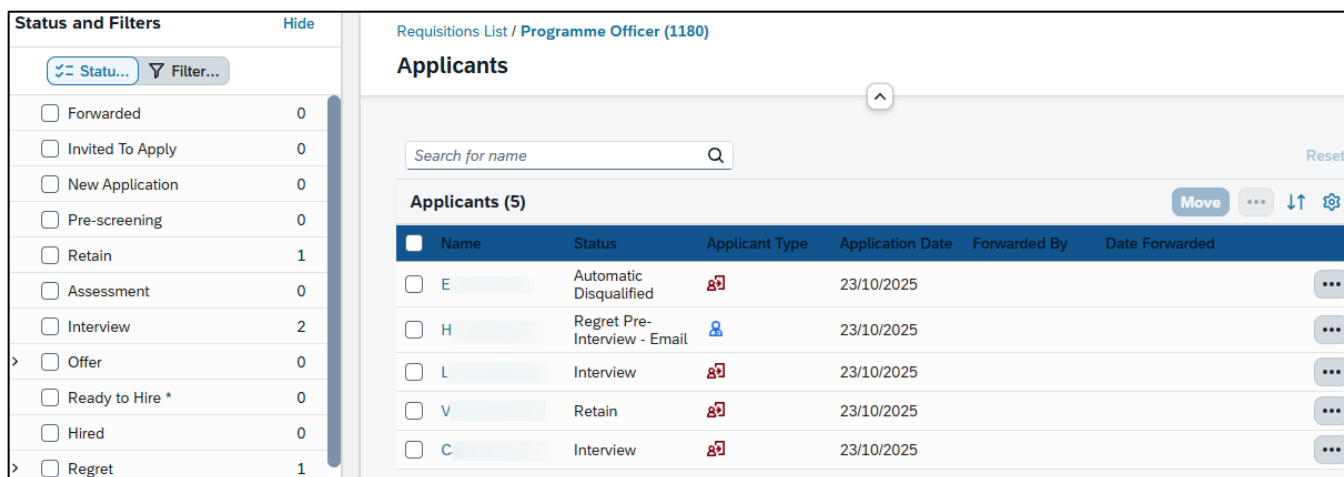 Status and Filters Hide
Statu... Filter...
Forwarded 0
Invited To Apply 0
New Application 0
Pre-screening 0
Retain 1
Assessment 0
Interview 2
Offer 0
Ready to Hire * 0
Hired 0
Regret 1
Requisitions List / Programme Officer (1180)
Applicants
Search for name
Reset
Applicants (5) Move
Name Status Applicant Type Application Date Forwarded By Date Forwarded
E Automatic Disqualified 23/10/2025
H Regret Pre-Interview - Email 23/10/2025
L Interview 23/10/2025
V Retain 23/10/2025
C Interview 23/10/2025